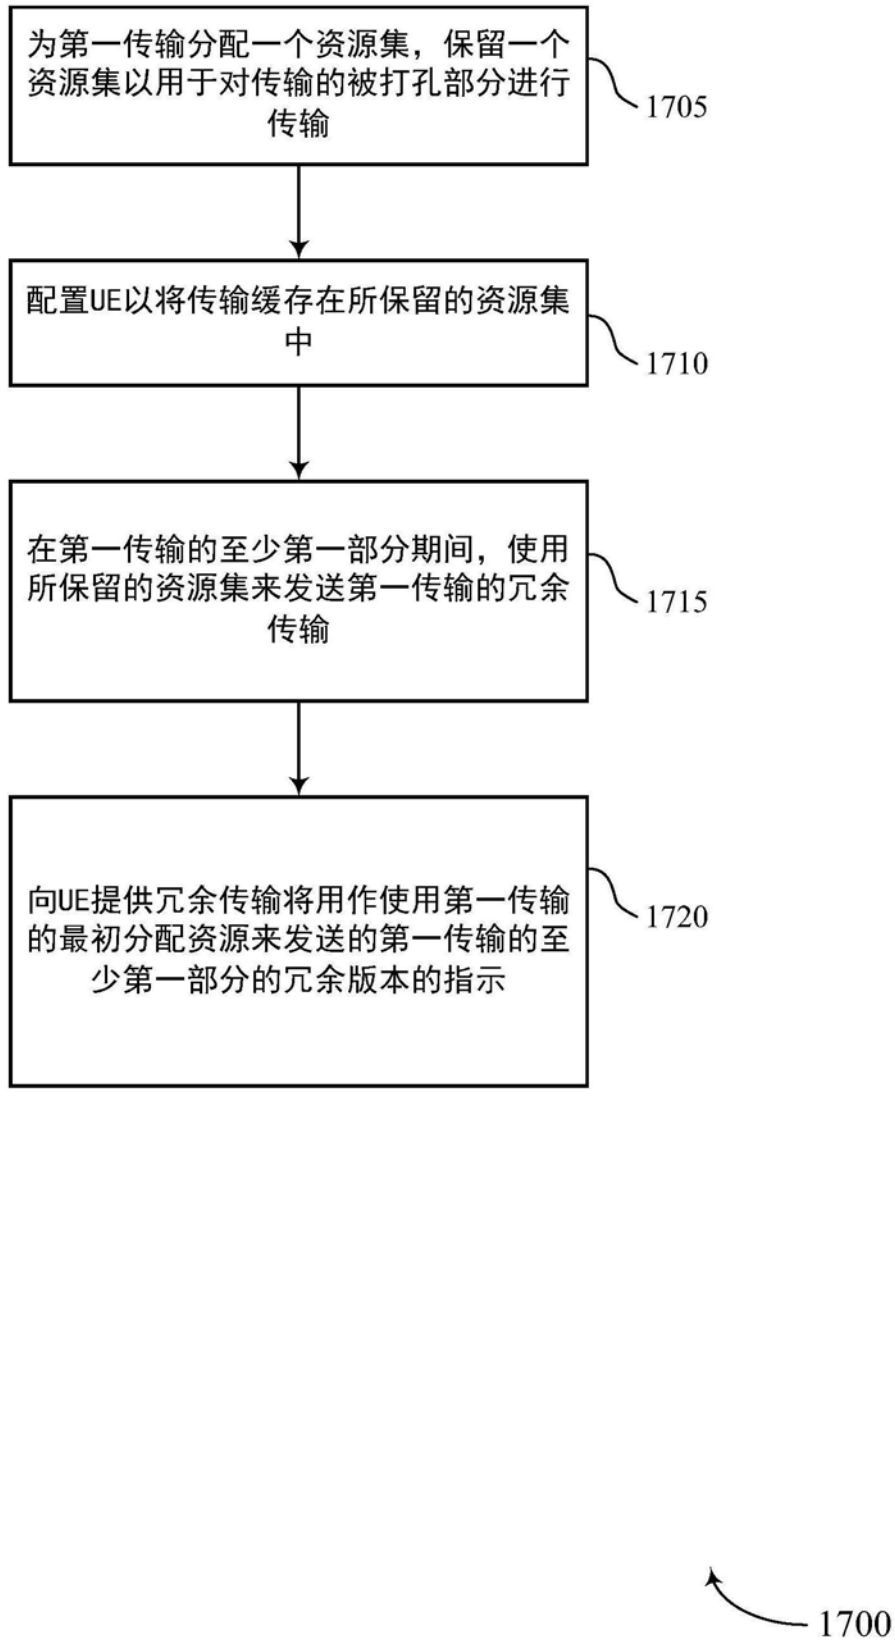 为第一传输分配一个资源集，保留一个
资源集以用于对传输的被打孔部分进行
传输
1705
配置UE以将传输缓存在所保留的资源集
中
1710
在第一传输的至少第一部分期间，使用
所保留的资源集来发送第一传输的冗余
传输
1715
向UE提供冗余传输将用作使用第一传输
的最初分配资源来发送的第一传输的至
少第一部分的冗余版本的指示
1720
1700